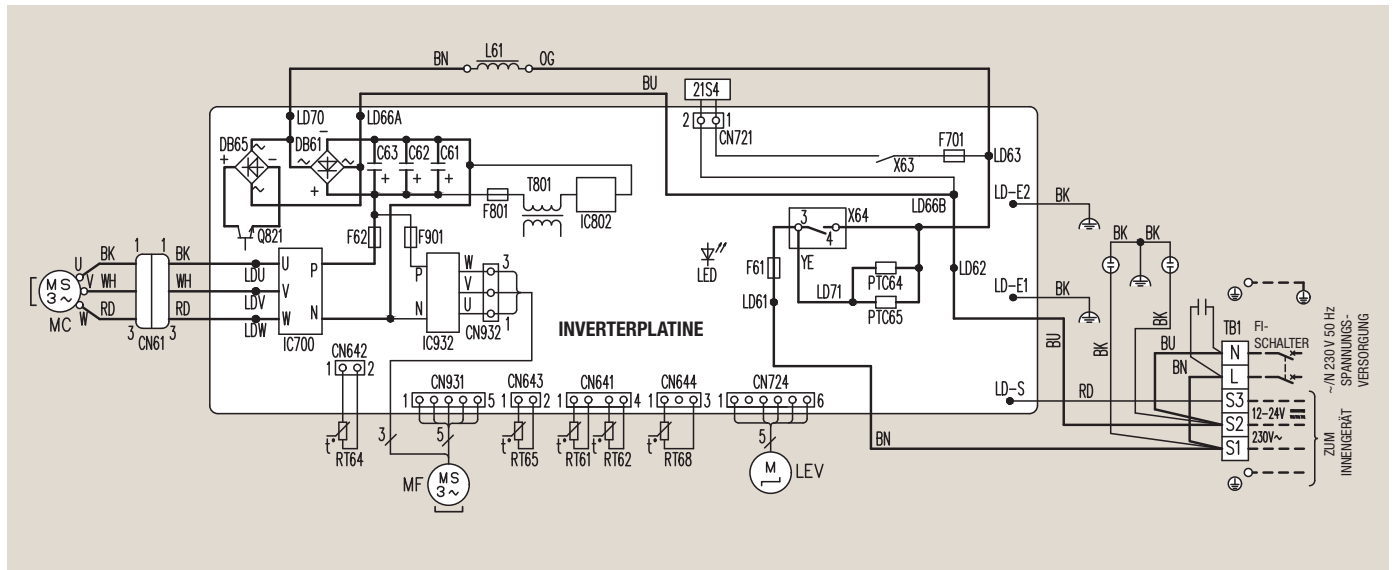 BN L61 OG
BU
21S4
LD70 LD66A
2 1
CN721
DB65 DB61
C63 C62 C61
F701
X63
LD63
T801
IC802
F801
LD-E2 BK
LD66B
Q821
F62 F901
3 X64
4
YE
LED
F61
PTC64
LD71
PTC65
LD62
LD61
LD-E1 BK
BK BK
1 1
U BK BK LDU U P
V WH WH LDV V
W RD RD LDW W N
MS
3~
MC
3 3
CN61
IC700
P W 3
V
N U 1
IC932
CN932
INVERTERPLATINE
BK BK
BU
BU
BN
TB1
FI-
SCHALTER
N
L
S3
S2
S1
12-24V
230V~
~/N 230 V 50 Hz
SPANNUNGS-
VERSORGUNG
ZUM
INNENGERÄT
LD-S RD
CN642
1 2
CN931
1 5
CN643
1 2
CN641
1 4
CN644
1 3
CN724
1 6
3 5 5
t° RT64
t° RT65
t° RT61
t° RT62
t° RT68
BN
MF
MS
3~
M
LEV